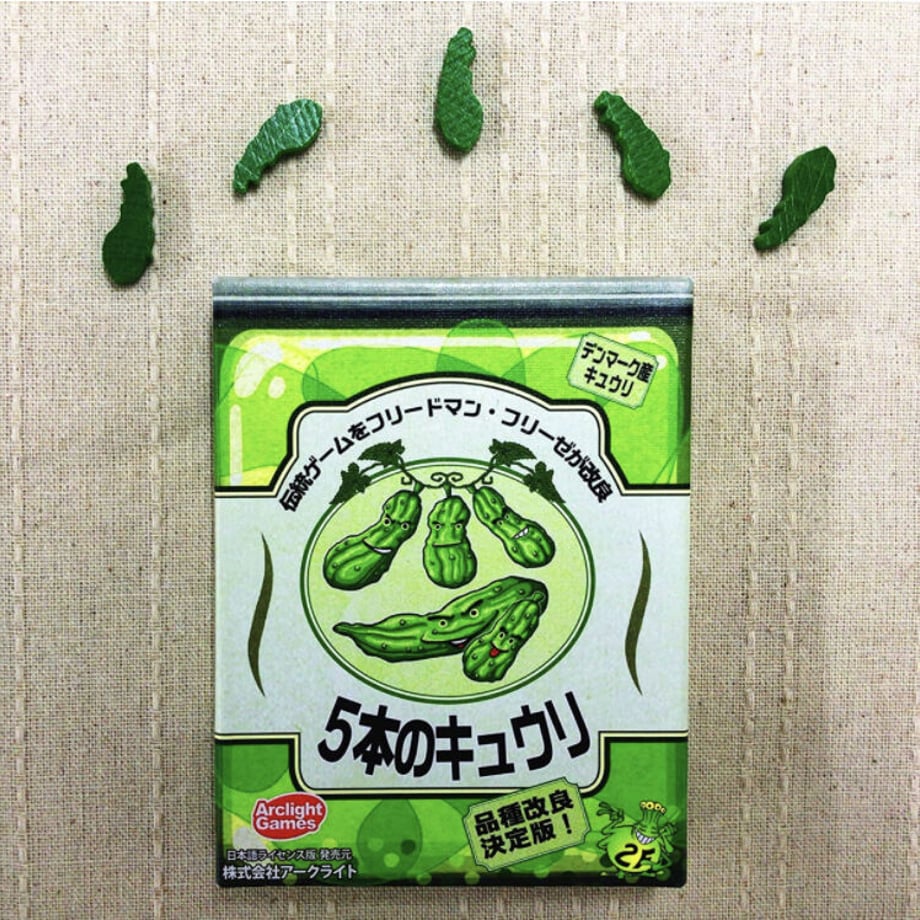 デンマーク産
キュウリ
伝統ゲームをフリードマン・フリーゼが改良
5本のキュウリ
品種改良
決定版！
Arclight
Games
2F
日本語ライセンス版 発売元
株式会社アークライト